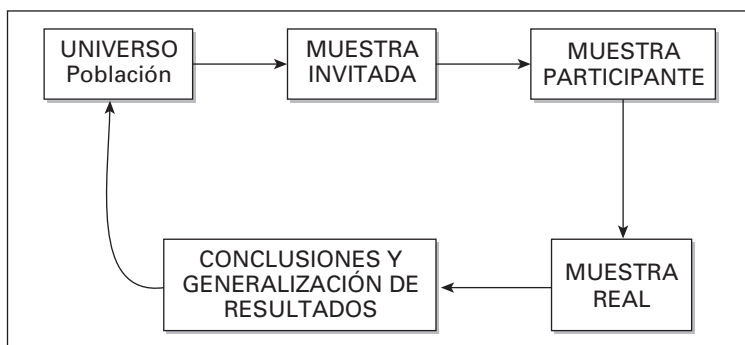 UNIVERSO
Población
MUESTRA
INVITADA
MUESTRA
PARTICIPANTE
MUESTRA
REAL
CONCLUSIONES Y
GENERALIZACIÓN DE
RESULTADOS